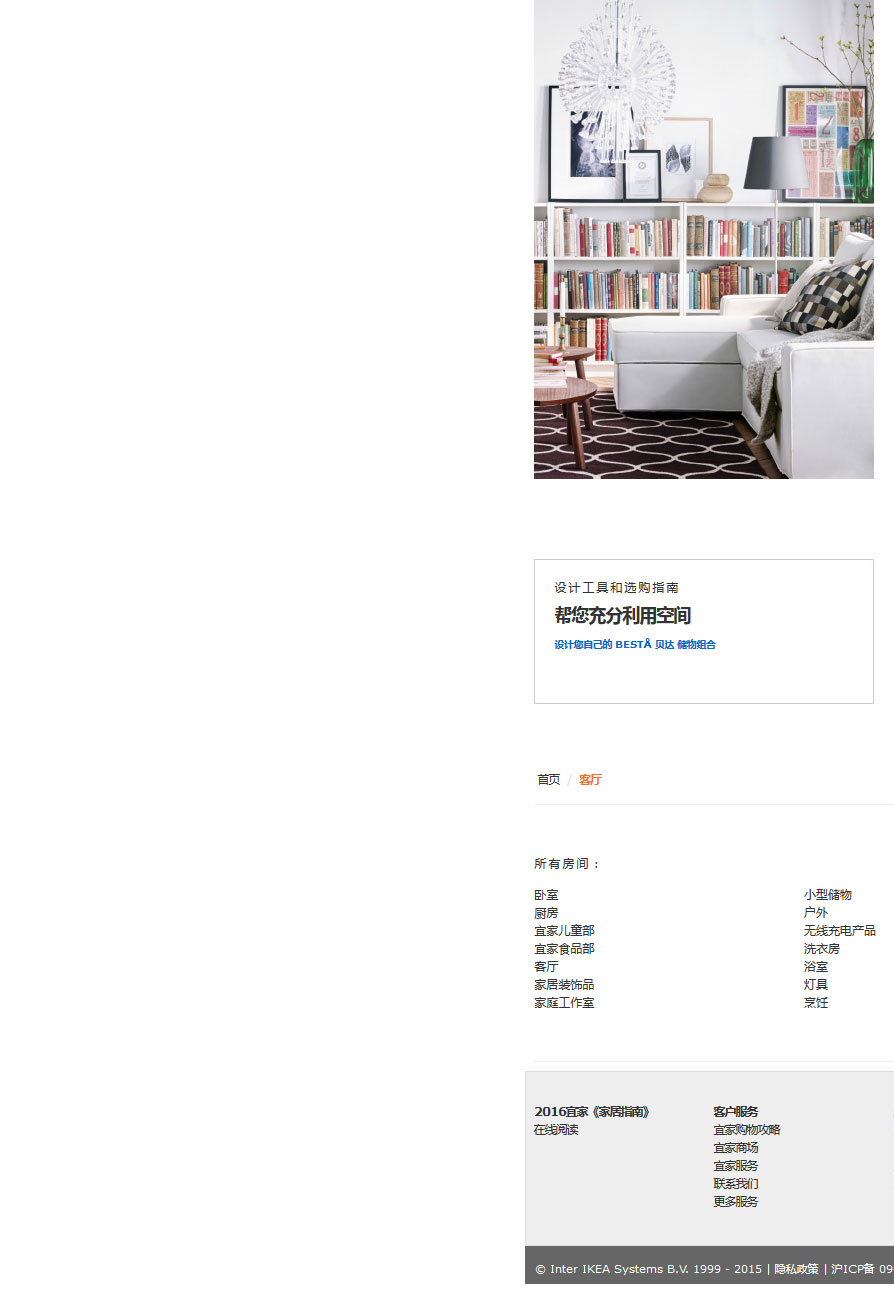 设计工具和选购指南
帮您充分利用空间
设计您自己的 BESTÅ 贝达 储物组合
首页 / 客厅
所有房间：
卧室
厨房
宜家儿童部
宜家食品部
客厅
家居装饰品
家庭工作室
小型储物
户外
无线充电产品
洗衣房
浴室
灯具
烹饪
2016宜家《家居指南》
在线阅读
客户服务
宜家购物攻略
宜家商场
宜家服务
联系我们
更多服务
© Inter IKEA Systems B.V. 1999 - 2015 | 隐私政策 | 沪ICP备 09